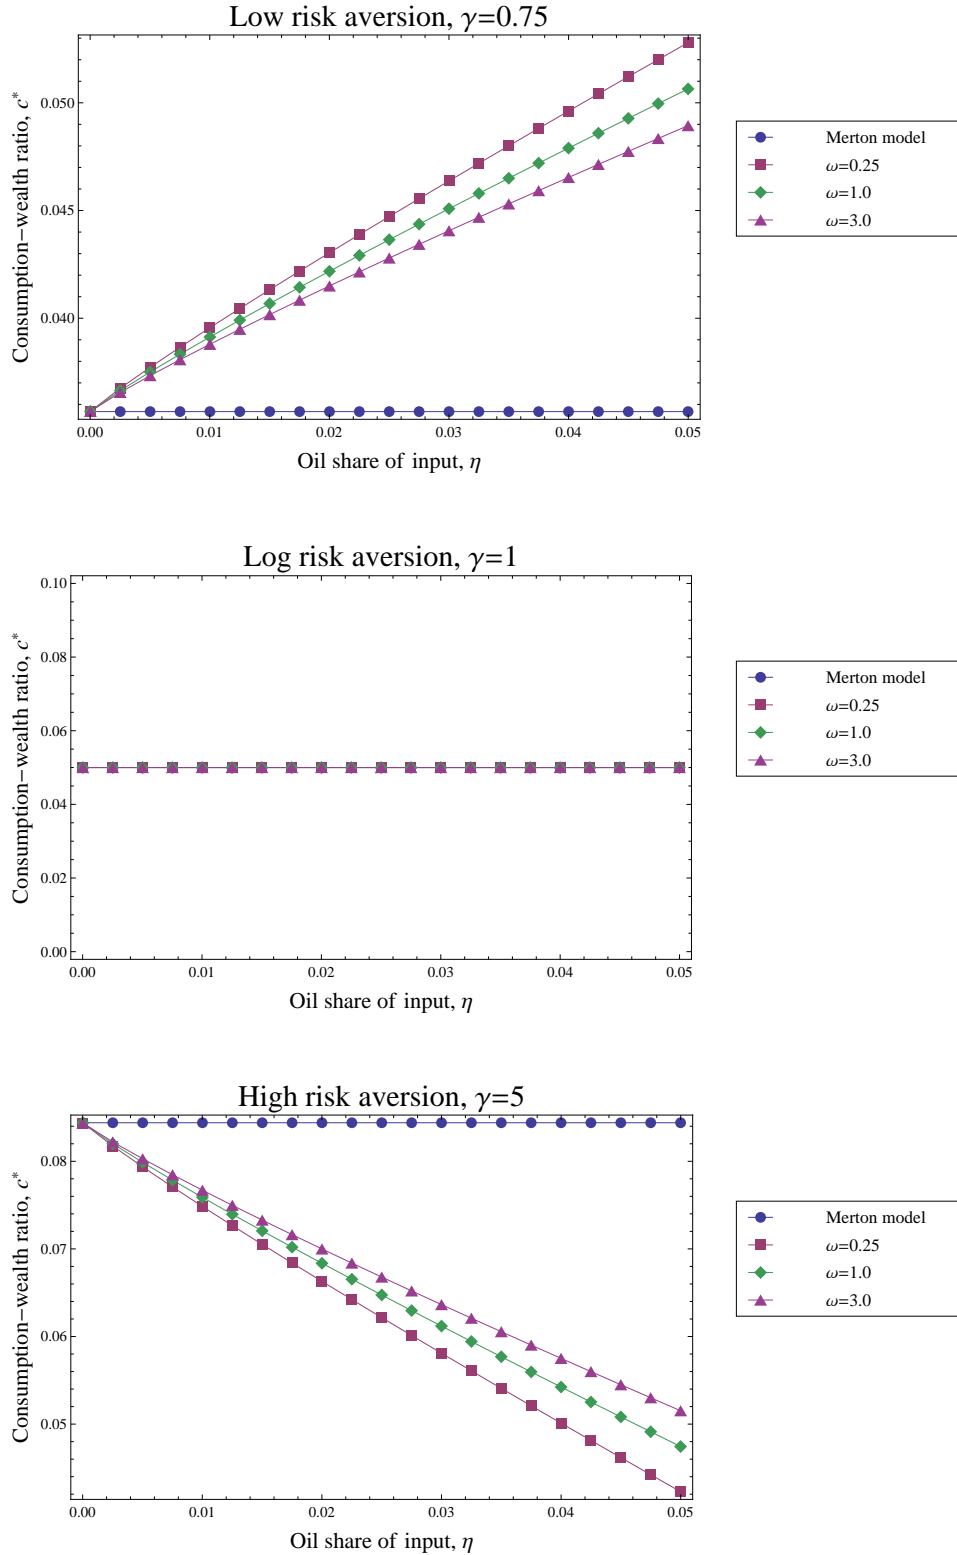 Low risk aversion, γ=0.75
Consumption−wealth ratio, c*
0.050
0.045
0.040
0.00 0.01 0.02 0.03 0.04 0.05
Oil share of input, η
Merton model
ω=0.25
ω=1.0
ω=3.0
Log risk aversion, γ=1
Consumption−wealth ratio, c*
0.10
0.08
0.06
0.04
0.02
0.00
0.00 0.01 0.02 0.03 0.04 0.05
Oil share of input, η
Merton model
ω=0.25
ω=1.0
ω=3.0
High risk aversion, γ=5
Consumption−wealth ratio, c*
0.08
0.07
0.06
0.05
0.00 0.01 0.02 0.03 0.04 0.05
Oil share of input, η
Merton model
ω=0.25
ω=1.0
ω=3.0